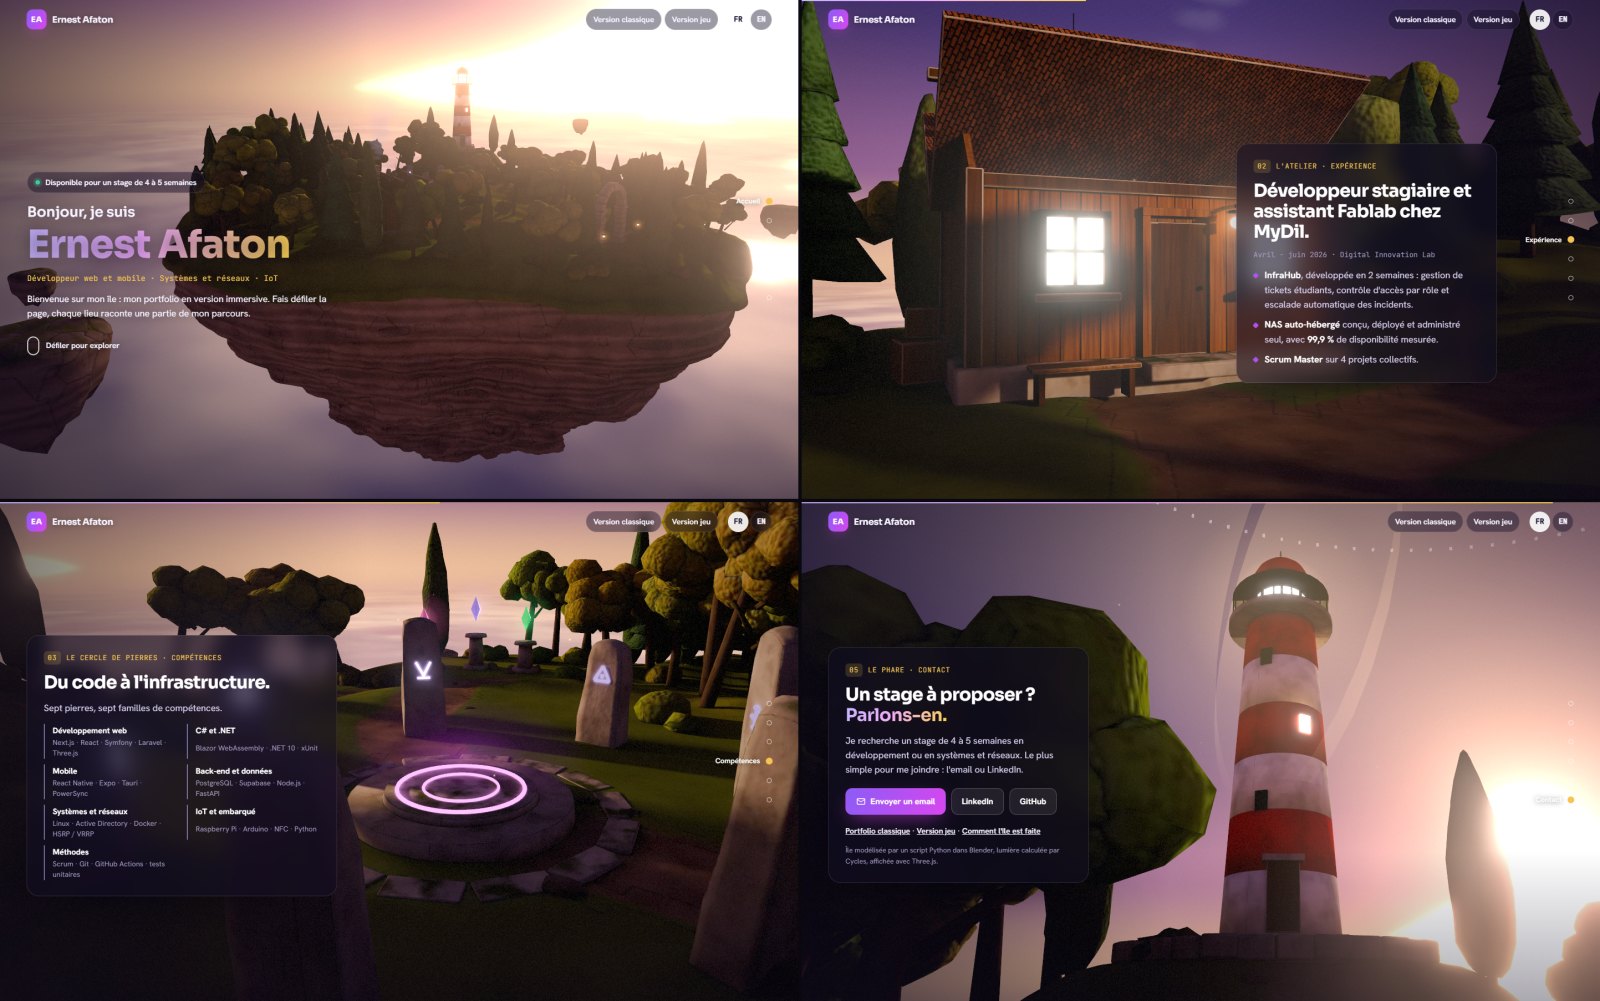 EA Ernest Afaton
Version classique Version jeu FR EN
Disponible pour un stage de 4 à 5 semaines
Bonjour, je suis
Ernest Afaton
Développeur web et mobile · Systèmes et réseaux · IoT
Bienvenue sur mon île : mon portfolio en version immersive. Fais défiler la
page, chaque lieu raconte une partie de mon parcours.
Défiler pour explorer
Accueil
EA Ernest Afaton
Version classique Version jeu FR EN
02 L'ATELIER · EXPÉRIENCE
Développeur stagiaire et
assistant Fablab chez
MyDil.
Avril - juin 2026 · Digital Innovation Lab
InfraHub, développée en 2 semaines : gestion de
tickets étudiants, contrôle d'accès par rôle et
escalade automatique des incidents.
NAS auto-hébergé conçu, déployé et administré
seul, avec 99,9 % de disponibilité mesurée.
Scrum Master sur 4 projets collectifs.
Expérience
EA Ernest Afaton
Version classique Version jeu FR EN
03 LE CERCLE DE PIERRES · COMPÉTENCES
Du code à l'infrastructure.
Sept pierres, sept familles de compétences.
Développement web
Next.js · React · Symfony · Laravel ·
Three.js
C# et .NET
Blazor WebAssembly · .NET 10 · xUnit
Mobile
React Native · Expo · Tauri ·
PowerSync
Back-end et données
PostgreSQL · Supabase · Node.js ·
FastAPI
Systèmes et réseaux
Linux · Active Directory · Docker ·
HSRP / VRRP
IoT et embarqué
Raspberry Pi · Arduino · NFC · Python
Méthodes
Scrum · Git · GitHub Actions · tests
unitaires
Compétences
EA Ernest Afaton
Version classique Version jeu FR EN
05 LE PHARE · CONTACT
Un stage à proposer ?
Parlons-en.
Je recherche un stage de 4 à 5 semaines en
développement ou en systèmes et réseaux. Le plus
simple pour me joindre : l'email ou LinkedIn.
Envoyer un email LinkedIn GitHub
Portfolio classique · Version jeu · Comment l'île est faite
Île modélisée par un script Python dans Blender, lumière calculée par
Cycles, affichée avec Three.js.
Contact